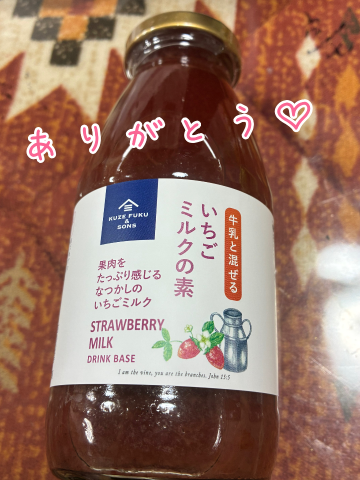 ありがとう♡
KUZE FUKU
&
SONS
いちご
ミルクの素
牛乳と混ぜる
果肉を
たっぷり感じる
なつかしの
いちごミルク
STRAWBERRY
MILK
DRINK BASE
I am the vine, you are the branches. John 15:5